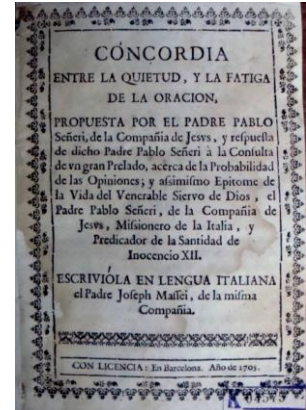 CONCORDIA
ENTRE LA QUIETUD, Y LA FATIGA
DE LA ORACION,
PROPUESTA POR EL PADRE PABLO
Señeri, de la Compañia de Jesvs, y respuesta
de dicho Padre Pablo Señeri à la Consulta
de vn gran Prelado, acerca de la Probabilidad
de las Opiniones; y assimismo Epitome de
la Vida del Venerable Siervo de Dios, el
Padre Pablo Señeri, de la Compañia de
Jesvs, Missionero de la Italia, y
Predicador de la Santidad de
Inocencio XII.
ESCRIVIÒLA EN LENGUA ITALIANA
el Padre Joseph Massei, de la misma
Compañia.
CON LICENCIA: En Barcelona. Año de 1705.